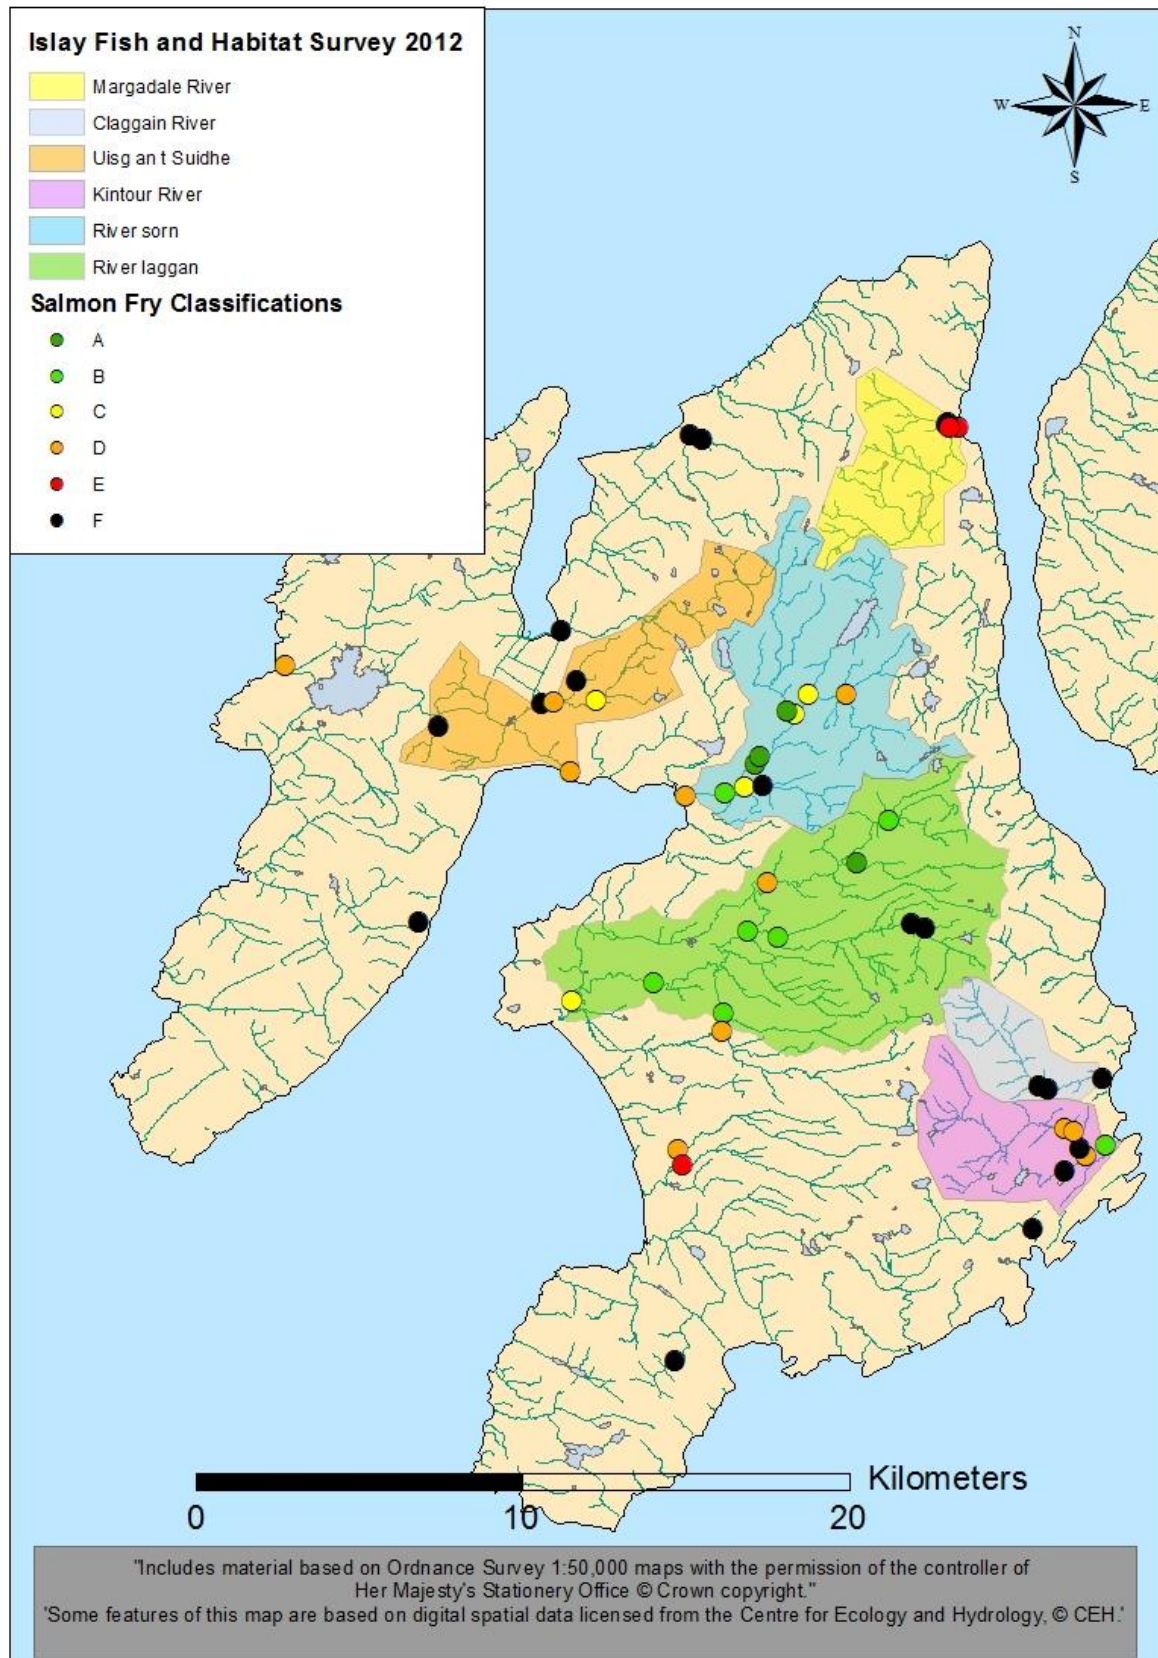 Islay Fish and Habitat Survey 2012
Margadale River
Claggain River
Uisg an t Suidhe
Kintour River
River sorn
River laggan
Salmon Fry Classifications
A
B
C
D
E
F
N
W
E
S
Kilometers
0
10
20
"Includes material based on Ordnance Survey 1:50,000 maps with the permission of the controller of
Her Majesty's Stationery Office © Crown copyright."
'Some features of this map are based on digital spatial data licensed from the Centre for Ecology and Hydrology, © CEH.'